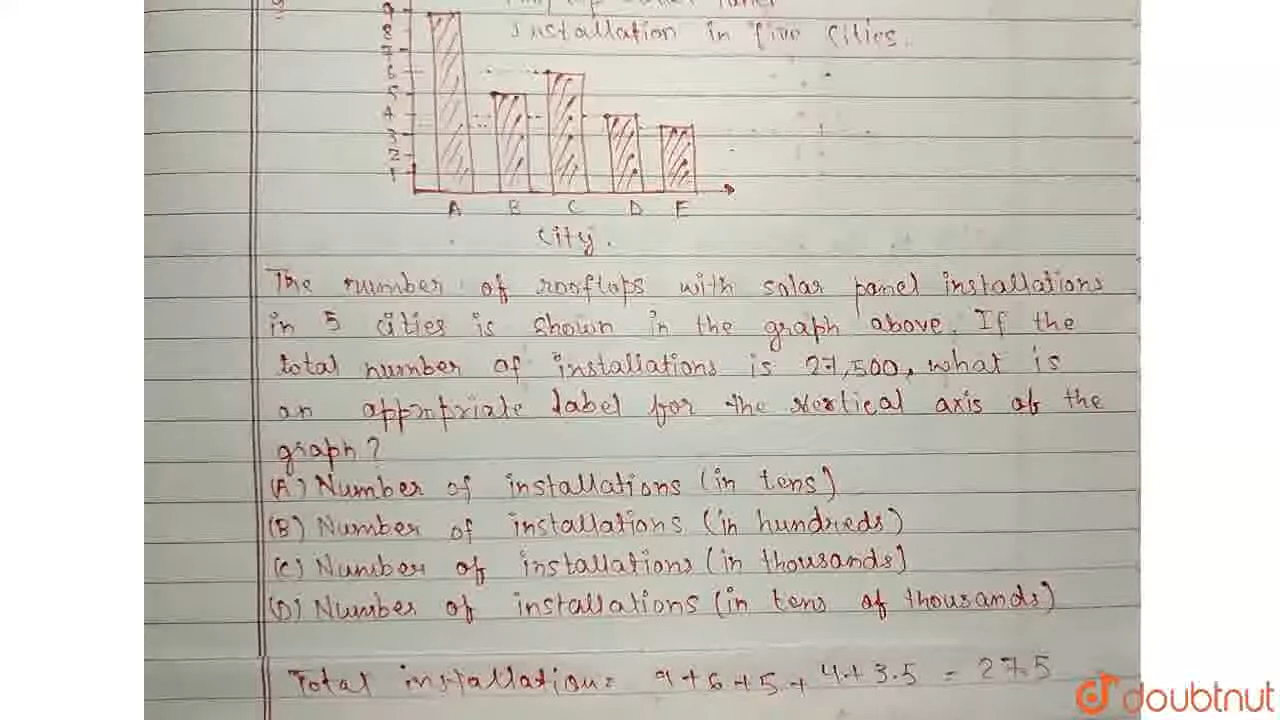 installation in five cities.
9
8
7
6
5
4
3
2
1
A B C D E
City.
The number of rooftops with solar panel installations
in 5 cities is shown in the graph above. If the
total number of installations is 27,500, what is
an appropriate label for the vertical axis of the
graph?
(A) Number of installations (in tens)
(B) Number of installations (in hundreds)
(C) Number of installations (in thousands)
(D) Number of installations (in tens of thousands)
Total installation = 9+6+5+4+3.5 = 27.5
doubtnut